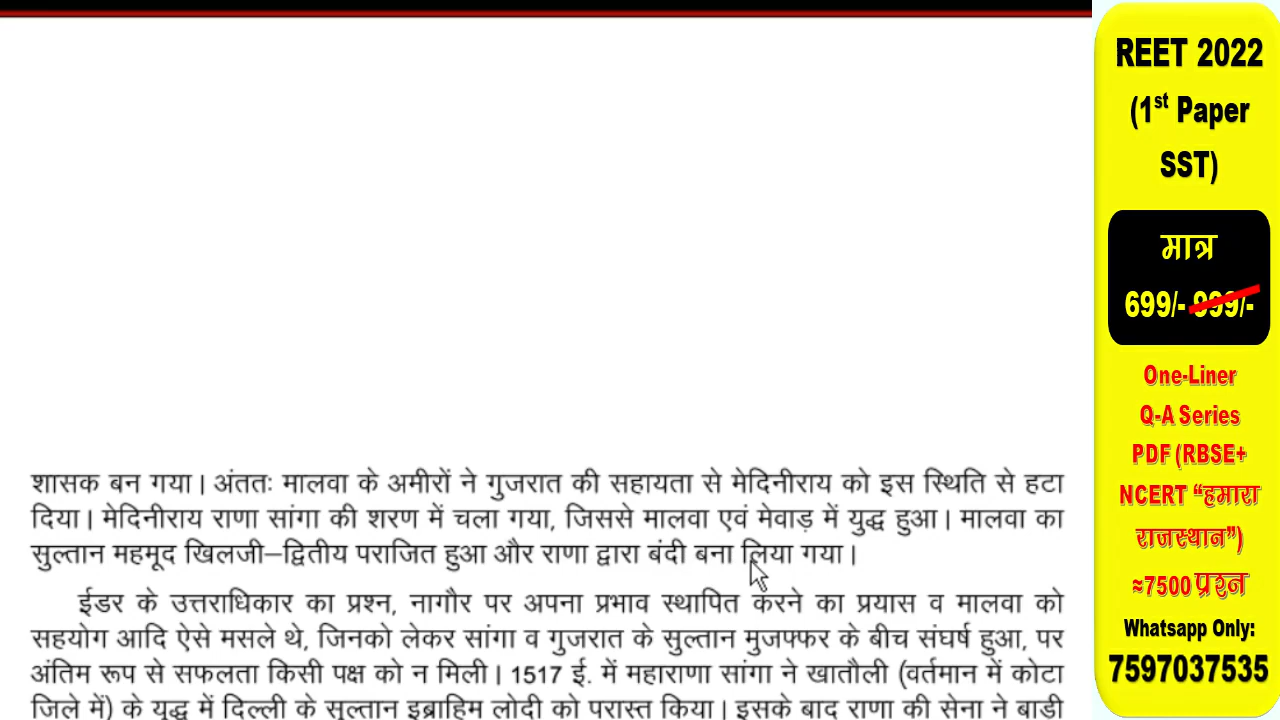 शासक बन गया। अंततः मालवा के अमीरों ने गुजरात की सहायता से मेदिनीराय को इस स्थिति से हटा
दिया। मेदिनीराय राणा सांगा की शरण में चला गया, जिससे मालवा एवं मेवाड़ में युद्ध हुआ। मालवा का
सुल्तान महमूद खिलजी–द्वितीय पराजित हुआ और राणा द्वारा बंदी बना लिया गया।
ईडर के उत्तराधिकार का प्रश्न, नागौर पर अपना प्रभाव स्थापित करने का प्रयास व मालवा को
सहयोग आदि ऐसे मसले थे, जिनको लेकर सांगा व गुजरात के सुल्तान मुजफ्फर के बीच संघर्ष हुआ, पर
अंतिम रूप से सफलता किसी पक्ष को न मिली। 1517 ई. में महाराणा सांगा ने खातौली (वर्तमान में कोटा
जिले में) के युद्ध में दिल्ली के सुल्तान इब्राहिम लोदी को परास्त किया। इसके बाद राणा की सेना ने बाड़ी
REET 2022
(1st Paper
SST)
मात्र
699/- 999/-
One-Liner
Q-A Series
PDF (RBSE+
NCERT “हमारा
राजस्थान”)
≈7500 प्रश्न
Whatsapp Only:
7597037535